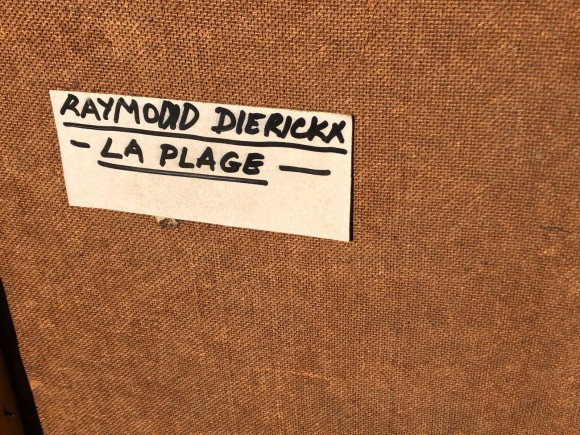 RAYMOND DIERICKX
- LA PLAGE -